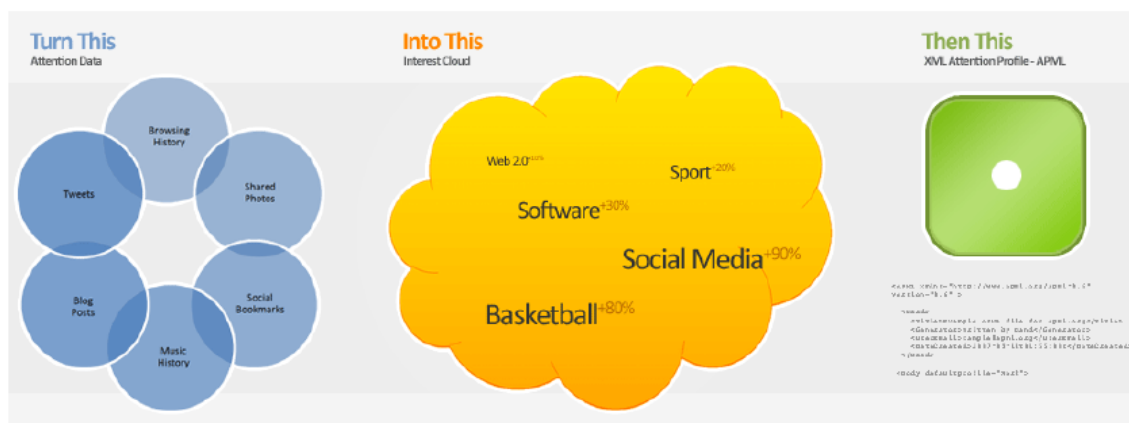 Turn This
Attention Data
Browsing
History
Tweets
Shared
Photos
Blog
Posts
Social
Bookmarks
Music
History
Into This
Interest Cloud
Web 2.0
Sport +20%
Software +30%
Social Media +90%
Basketball +80%
Then This
XML Attention Profile - APML